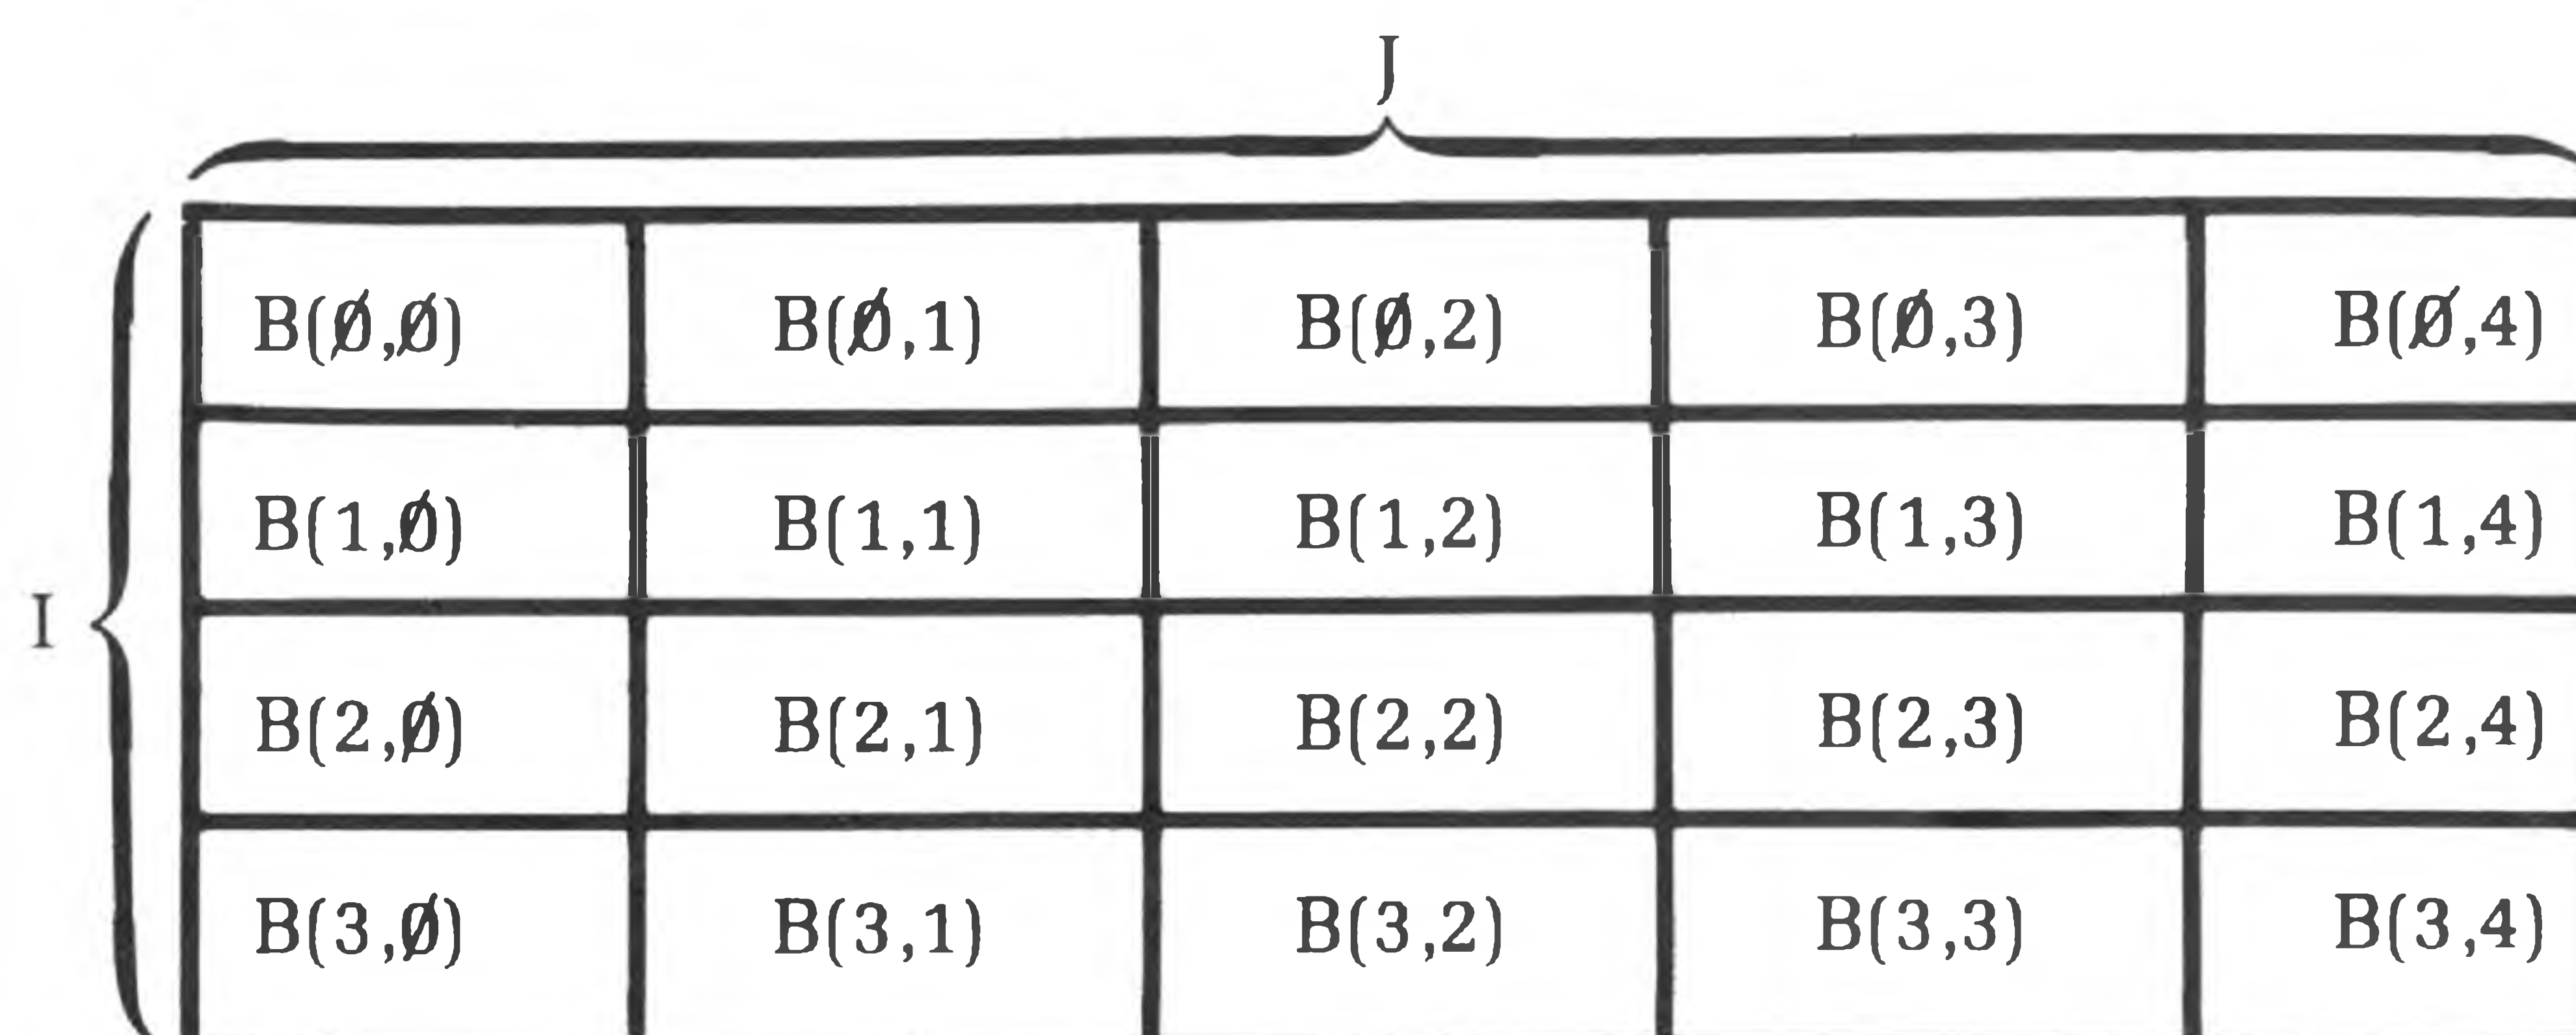 J
B(Ø,Ø) B(Ø,1) B(Ø,2) B(Ø,3) B(Ø,4)
B(1,Ø) B(1,1) B(1,2) B(1,3) B(1,4)
I
B(2,Ø) B(2,1) B(2,2) B(2,3) B(2,4)
B(3,Ø) B(3,1) B(3,2) B(3,3) B(3,4)